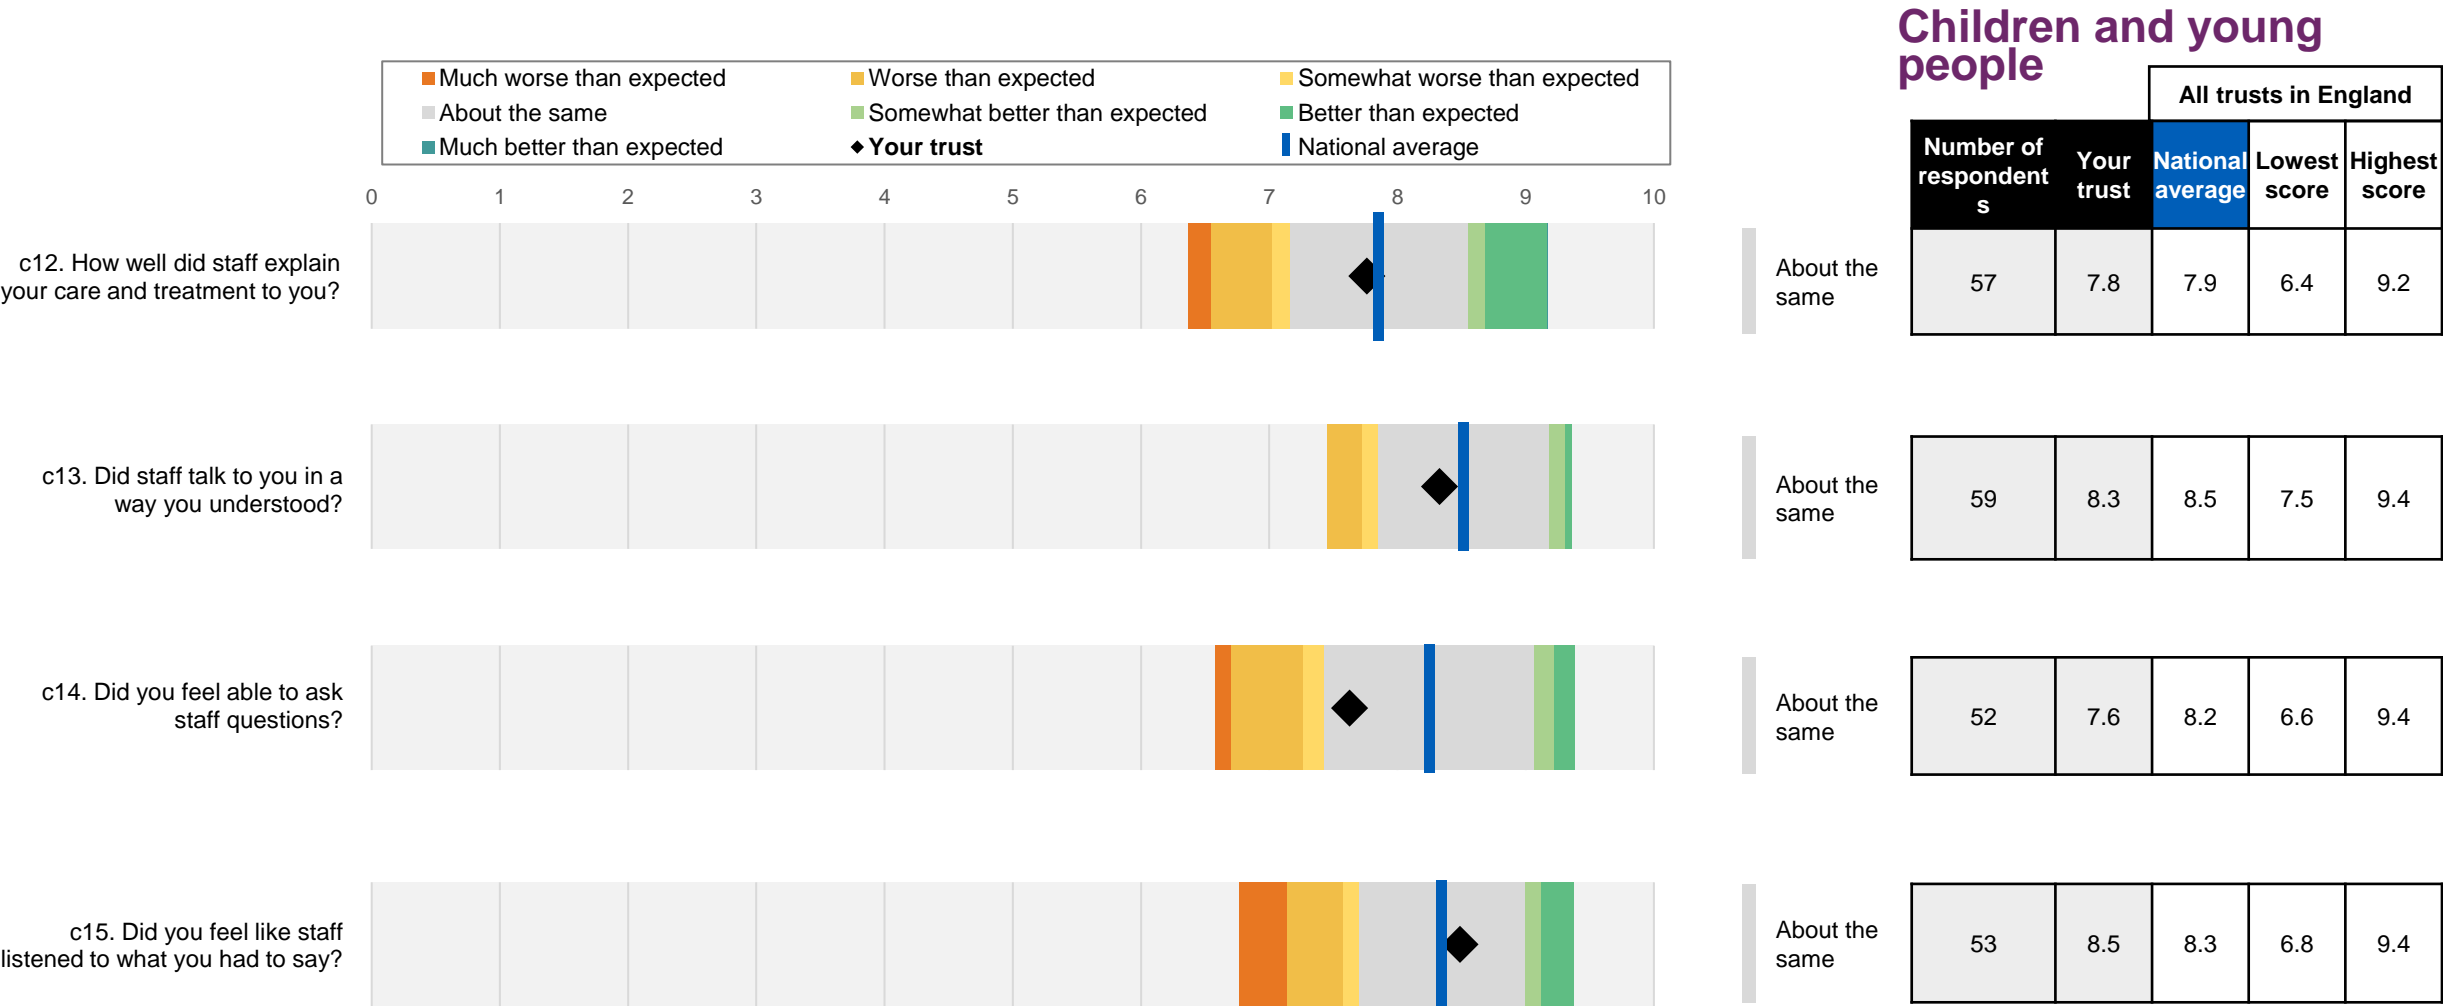 Children and young
people
Much worse than expected
Worse than expected
Somewhat worse than expected
About the same
Somewhat better than expected
Better than expected
Much better than expected
Your trust
National average
All trusts in England
Number of
respondent
s
Your
trust
National
average
Lowest
score
Highest
score
0 1 2 3 4 5 6 7 8 9 10
c12. How well did staff explain
your care and treatment to you?
About the
same
57 7.8 7.9 6.4 9.2
c13. Did staff talk to you in a
way you understood?
About the
same
59 8.3 8.5 7.5 9.4
c14. Did you feel able to ask
staff questions?
About the
same
52 7.6 8.2 6.6 9.4
c15. Did you feel like staff
listened to what you had to say?
About the
same
53 8.5 8.3 6.8 9.4